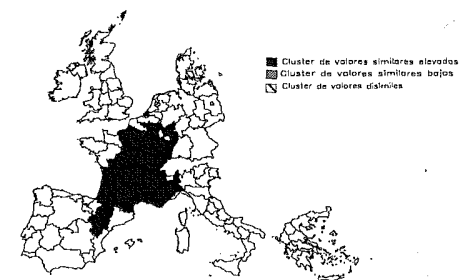 Cluster de valores similares elevados
Cluster de valores similares bajos
Cluster de valores disímiles